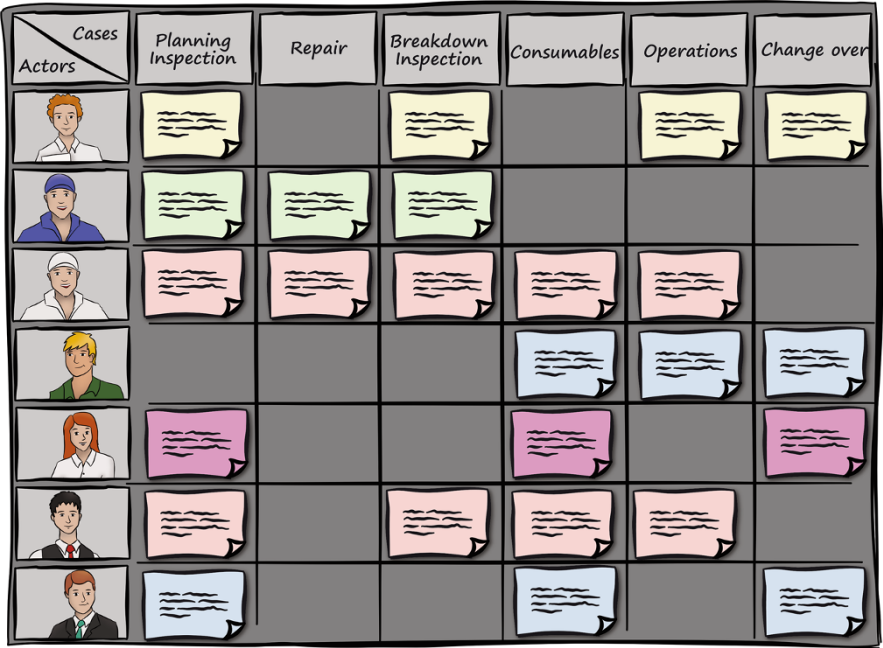 Cases
Actors
Planning
Inspection
Repair
Breakdown
Inspection
Consumables
Operations
Change over